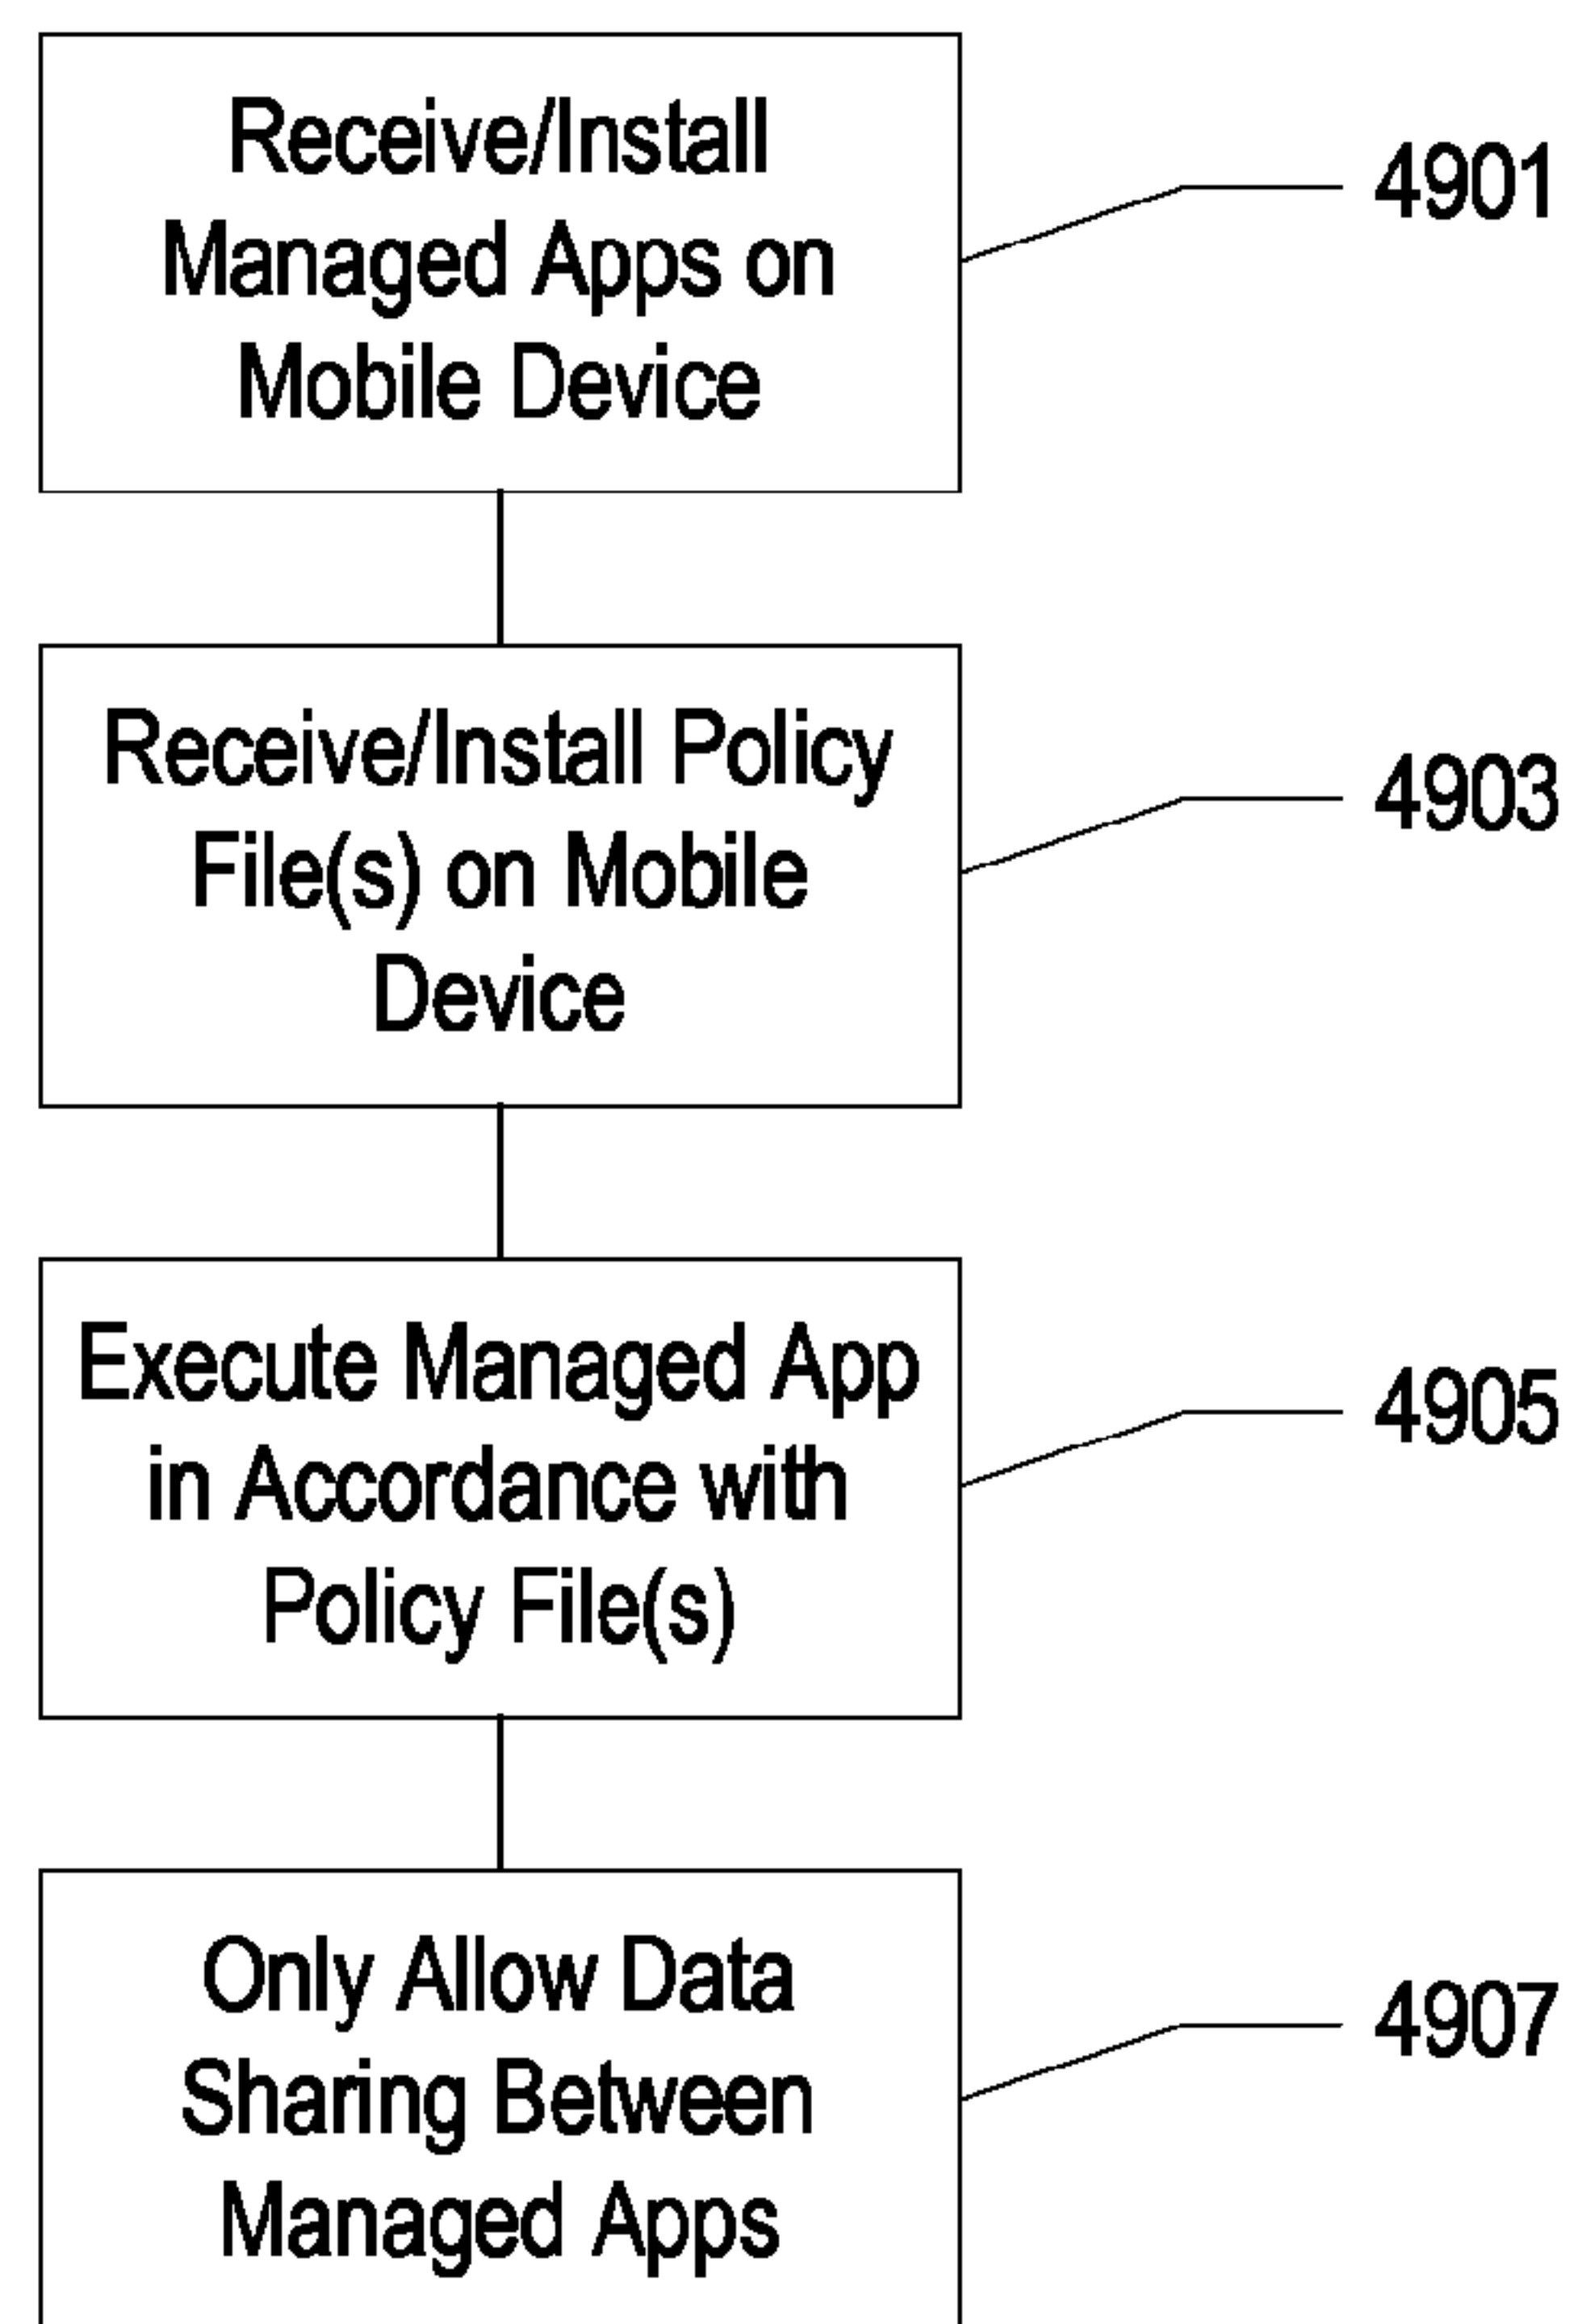 Receive/Install
Managed Apps on
Mobile Device
4901
Receive/Install Policy
File(s) on Mobile
Device
4903
Execute Managed App
in Accordance with
Policy File(s)
4905
Only Allow Data
Sharing Between
Managed Apps
4907